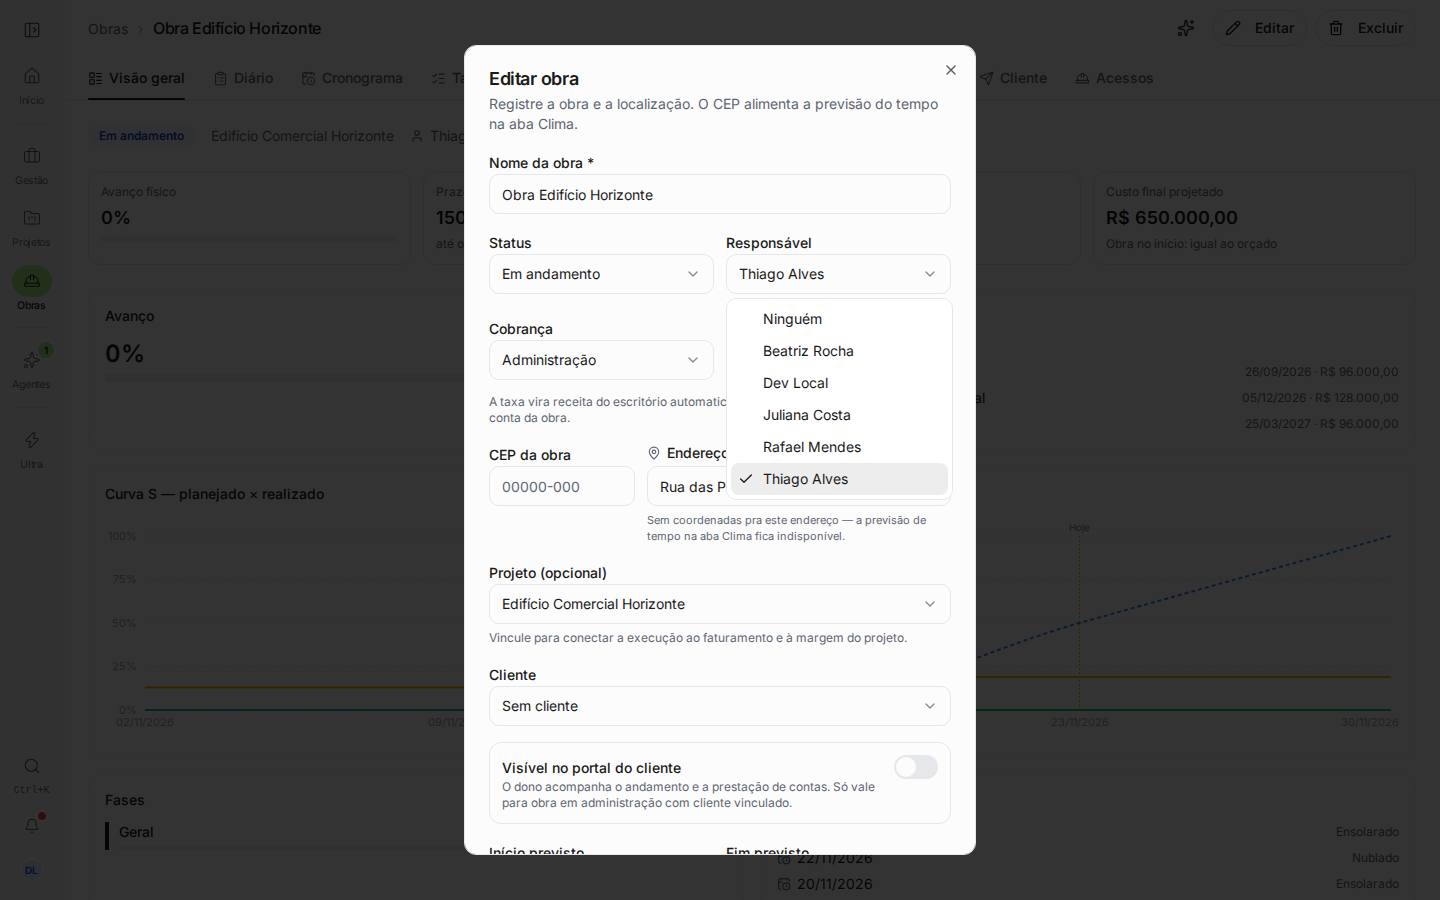 Obras
Obra Edifício Horizonte
Editar
Excluir
Visão geral
Diário
Cronograma
Cliente
Acessos
Início
Gestão
Projetos
Obras
Agentes
1
Ultra
Ctrl+K
DL
Em andamento
Edifício Comercial Horizonte
Avanço físico
0%
150
Custo final projetado
R$ 650.000,00
Obra no início: igual ao orçado
Avanço
0%
26/09/2026 · R$ 96.000,00
05/12/2026 · R$ 128.000,00
25/03/2027 · R$ 96.000,00
Curva S — planejado × realizado
100%
75%
50%
25%
0%
02/11/2026
Hoje
23/11/2026
30/11/2026
Fases
Geral
Ensolarado
22/11/2026
Nublado
20/11/2026
Ensolarado
Editar obra
Registre a obra e a localização. O CEP alimenta a previsão do tempo
na aba Clima.
Nome da obra *
Obra Edifício Horizonte
Status
Responsável
Em andamento
Thiago Alves
Ninguém
Beatriz Rocha
Dev Local
Juliana Costa
Rafael Mendes
Thiago Alves
Cobrança
Administração
A taxa vira receita do escritório
conta da obra.
CEP da obra
Endereço
00000-000
Rua das
Sem coordenadas pra este endereço — a previsão de
tempo na aba Clima fica indisponível.
Projeto (opcional)
Edifício Comercial Horizonte
Vincule para conectar a execução ao faturamento e à margem do projeto.
Cliente
Sem cliente
Visível no portal do cliente
O dono acompanha o andamento e a prestação de contas. Só vale
para obra em administração com cliente vinculado.
Início previsto
Fim previsto